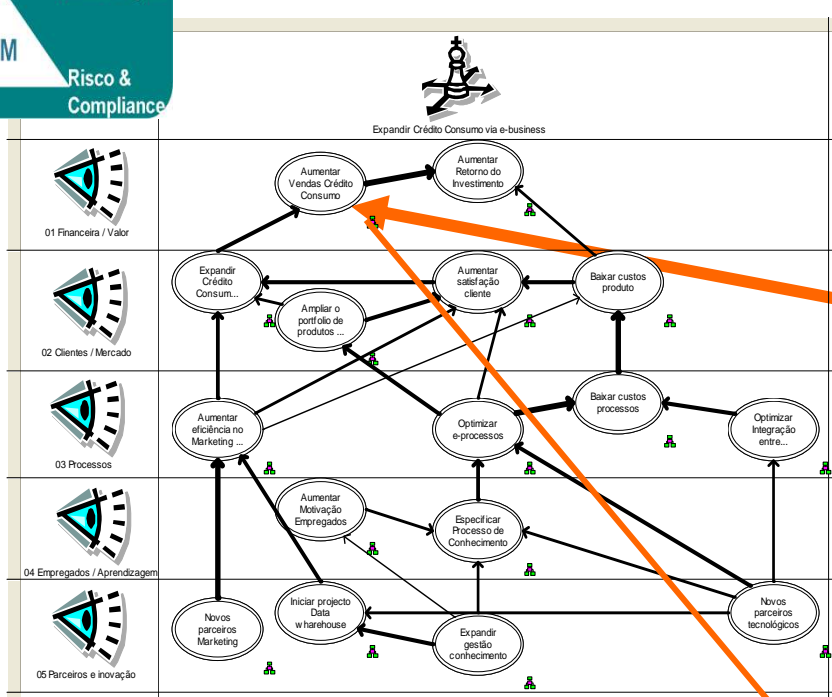 M
Risco &
Compliance
Expandir Crédito Consumo via e-business
01 Financeira / Valor
Aumentar
Vendas Crédito
Consumo
Aumentar
Retorno do
Investimento
02 Clientes / Mercado
Expandir
Crédito
Consum...
Ampliar o
portfolio de
produtos ...
Aumentar
satisfação
cliente
Baixar custos
produto
03 Processos
Aumentar
eficiência no
Marketing ...
Optimizar
e-processos
Baixar custos
processos
Optimizar
Integração
entre...
04 Empregados / Aprendizagem
Aumentar
Motivação
Empregados
Especificar
Processo de
Conhecimento
05 Parceiros e inovação
Novos
parceiros
Marketing
Iniciar projecto
Data
wharehouse
Expandir
gestão
conhecimento
Novos
parceiros
tecnológicos